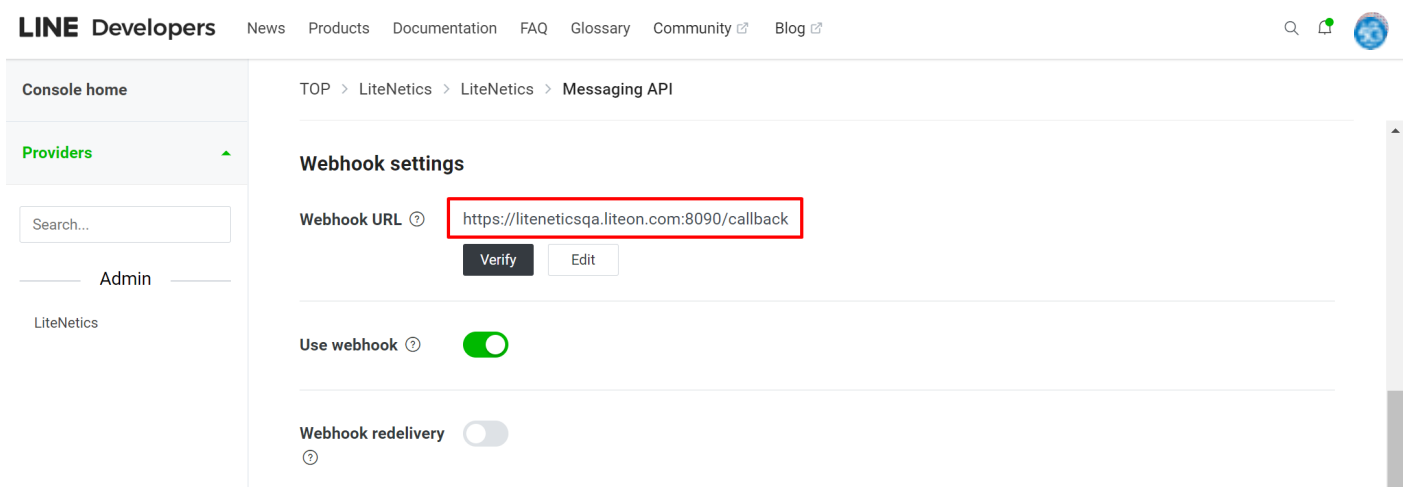 LINE Developers News Products Documentation FAQ Glossary Community Blog
Console home
Providers
Search...
Admin
LiteNetics
TOP > LiteNetics > LiteNetics > Messaging API
Webhook settings
Webhook URL ? https://liteneticsqa.liteon.com:8090/callback
Verify Edit
Use webhook ?
Webhook redelivery
?